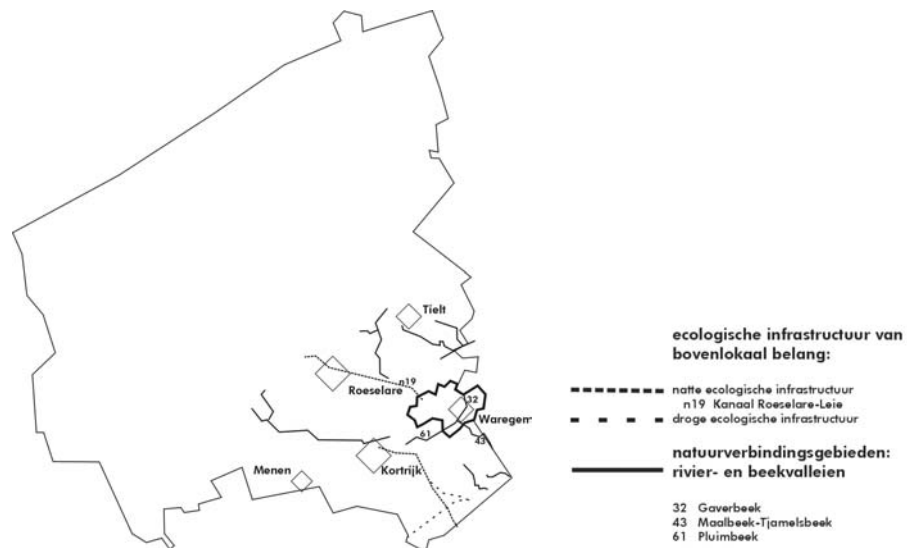 Tielt
n19
Roeselare
32
Waregem
61
43
Menen
Kortrijk
ecologische infrastructuur van
bovenlokaal belang:
natte ecologische infrastructuur
n19 Kanaal Roeselare-Leie
droge ecologische infrastructuur
natuurverbindingsgebieden:
rivier- en beekvalleien
32 Gaverbeek
43 Maalbeek-Tjamelsbeek
61 Pluimbeek